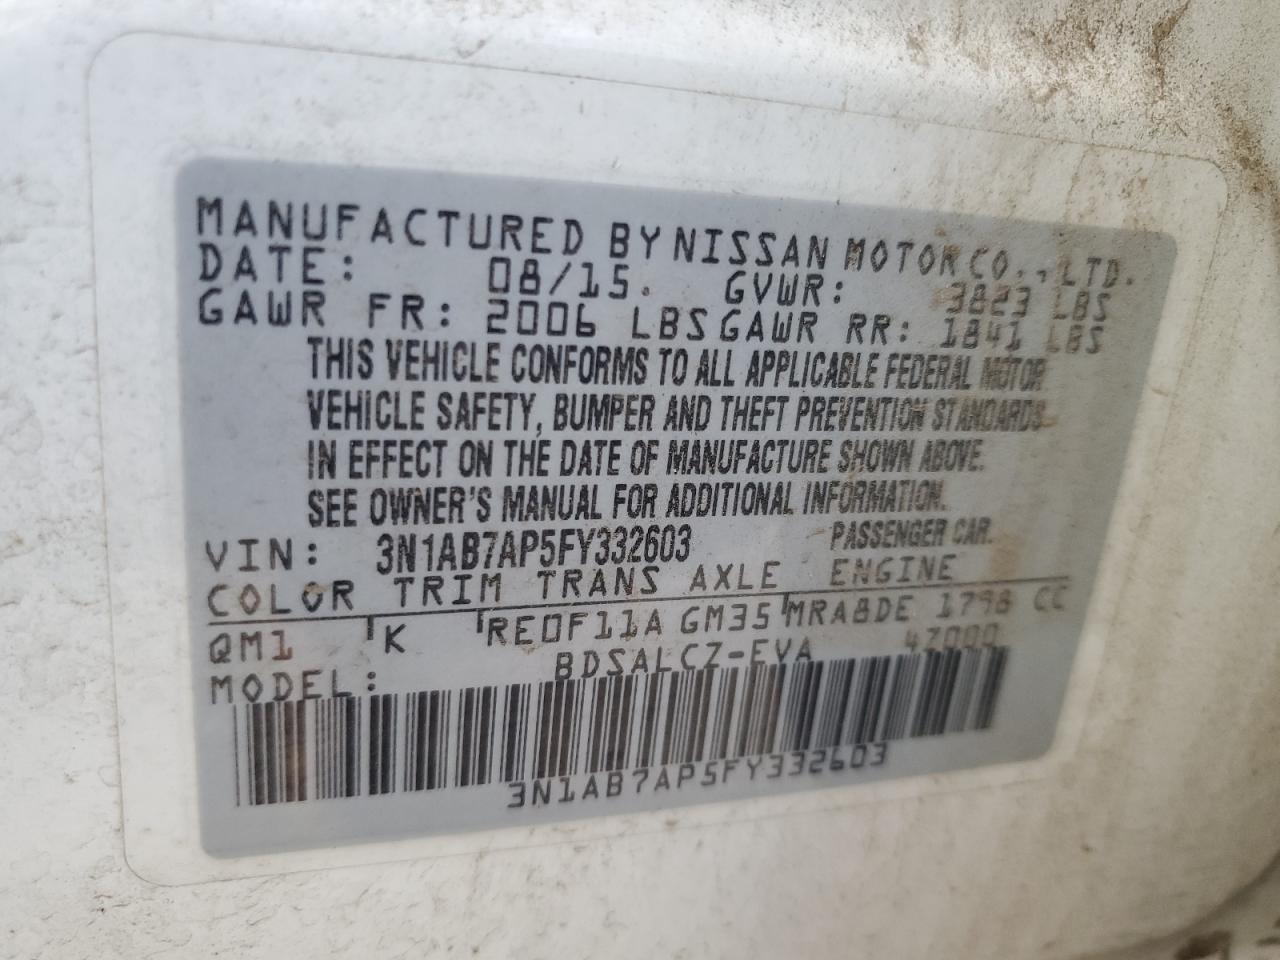 MANUFACTURED BY NISSAN MOTOR CO., LTD.
DATE: 08/15. GVWR: 3823 LBS
GAWR FR: 2006 LBS GAWR RR: 1841 LBS
THIS VEHICLE CONFORMS TO ALL APPLICABLE FEDERAL MOTOR
VEHICLE SAFETY, BUMPER AND THEFT PREVENTION STANDARDS
IN EFFECT ON THE DATE OF MANUFACTURE SHOWN ABOVE.
SEE OWNER'S MANUAL FOR ADDITIONAL INFORMATION.
VIN: 3N1AB7AP5FY332603 PASSENGER CAR.
COLOR TRIM TRANS AXLE ENGINE
QM1 K RE0F11A GM35 MRA8DE 1798 CC
MODEL: BDSALCZ-EVA 4Z000
3N1AB7AP5FY332603